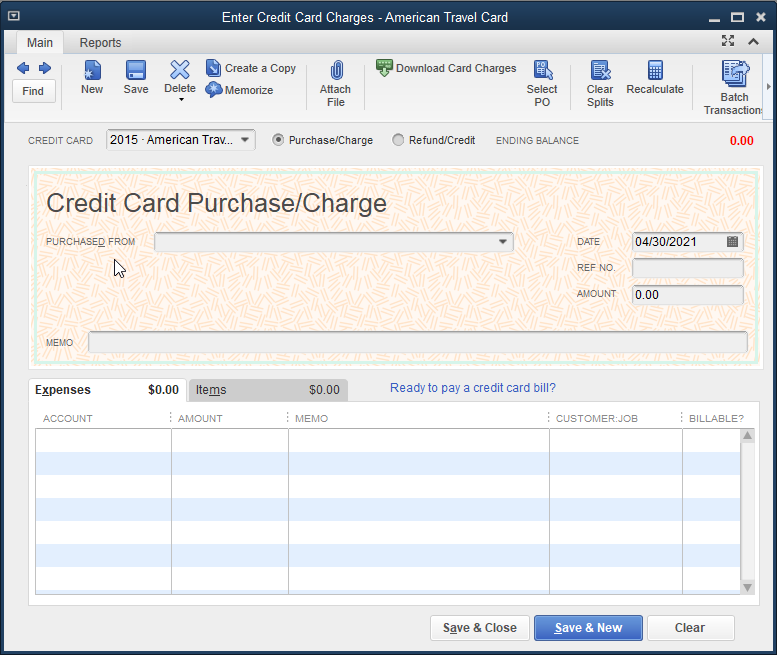 Enter Credit Card Charges - American Travel Card
Main Reports
Find
New
Save
Delete
Create a Copy
Memorize
Attach
File
Download Card Charges
Select
PO
Clear
Splits
Recalculate
Batch
Transactions
CREDIT CARD 2015 · American Trav... Purchase/Charge Refund/Credit ENDING BALANCE 0.00
Credit Card Purchase/Charge
PURCHASED FROM
DATE 04/30/2021
REF NO.
AMOUNT 0.00
MEMO
Expenses $0.00 Items $0.00 Ready to pay a credit card bill?
ACCOUNT AMOUNT MEMO CUSTOMER:JOB BILLABLE?
Save & Close Save & New Clear